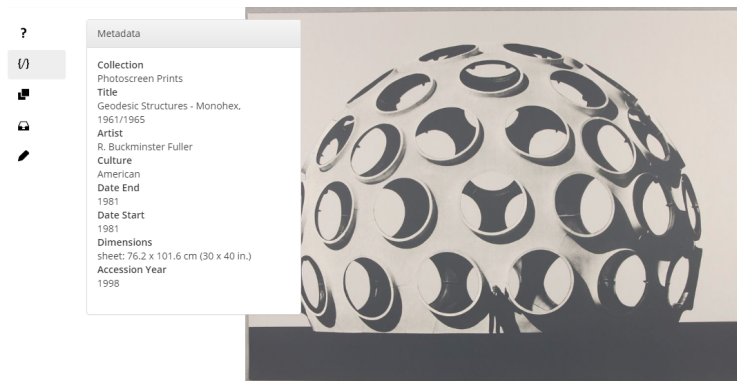 ?
{/}
Metadata
Collection
Photoscreen Prints
Title
Geodesic Structures - Monohex,
1961/1965
Artist
R. Buckminster Fuller
Culture
American
Date End
1981
Date Start
1981
Dimensions
sheet: 76.2 x 101.6 cm (30 x 40 in.)
Accession Year
1998